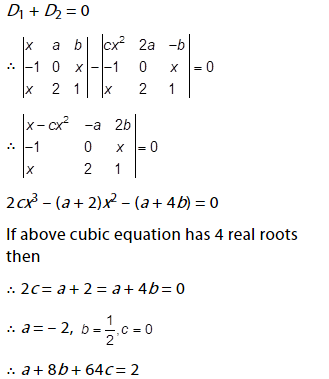 D₁ + D₂ = 0
∴ |x a b; −1 0 x; x 2 1| − |cx² 2a −b; −1 0 x; x 2 1| = 0
∴ |x − cx² −a 2b; −1 0 x; x 2 1| = 0
2cx³ − (a + 2)x² − (a + 4b) = 0
If above cubic equation has 4 real roots
then
∴ 2c = a + 2 = a + 4b = 0
∴ a = − 2, b = 1/2, c = 0
∴ a + 8b + 64c = 2